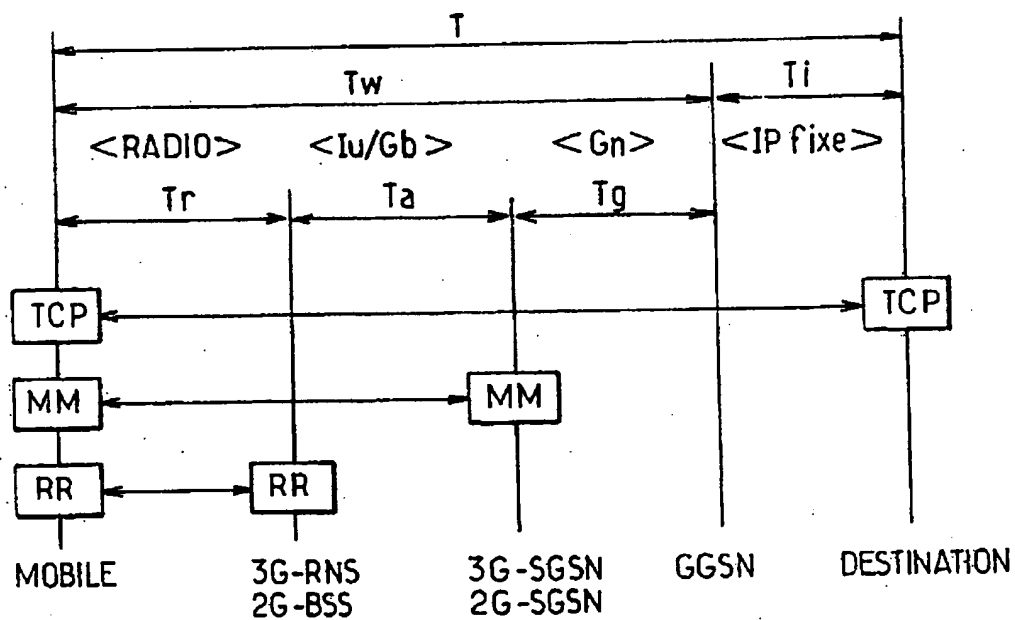 T
Tw
Ti
<RADIO>
<Iu/Gb>
<Gn>
<IP fixe>
Tr
Ta
Tg
TCP
TCP
MM
MM
RR
RR
MOBILE
3G-RNS
2G-BSS
3G-SGSN
2G-SGSN
GGSN
DESTINATION